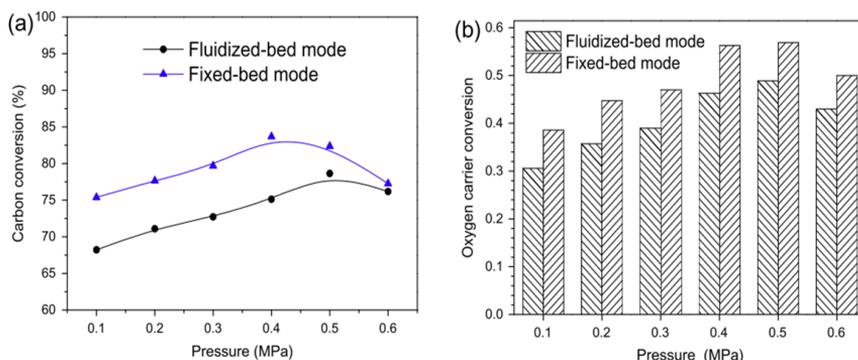 (a)
Fluidized-bed mode
Fixed-bed mode
Carbon conversion (%)
100
95
90
85
80
75
70
65
60
0.1 0.2 0.3 0.4 0.5 0.6
Pressure (MPa)
(b)
Fluidized-bed mode
Fixed-bed mode
Oxygen carrier conversion
0.6
0.5
0.4
0.3
0.2
0.1
0.0
0.1 0.2 0.3 0.4 0.5 0.6
Pressure (MPa)